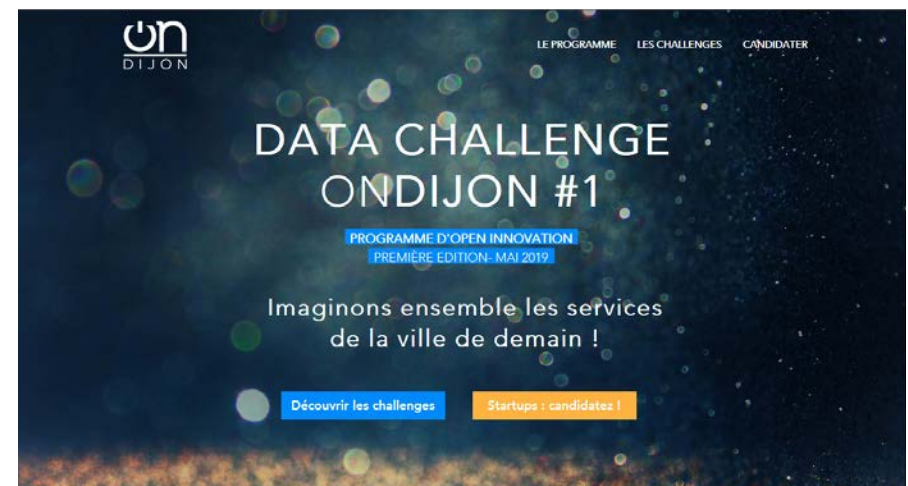 on
DIJON
LE PROGRAMME LES CHALLENGES CANDIDATER
DATA CHALLENGE
ONDIJON #1
PROGRAMME D'OPEN INNOVATION
PREMIÈRE EDITION- MAI 2019
Imaginons ensemble les services
de la ville de demain !
Découvrir les challenges Startups : candidatez !